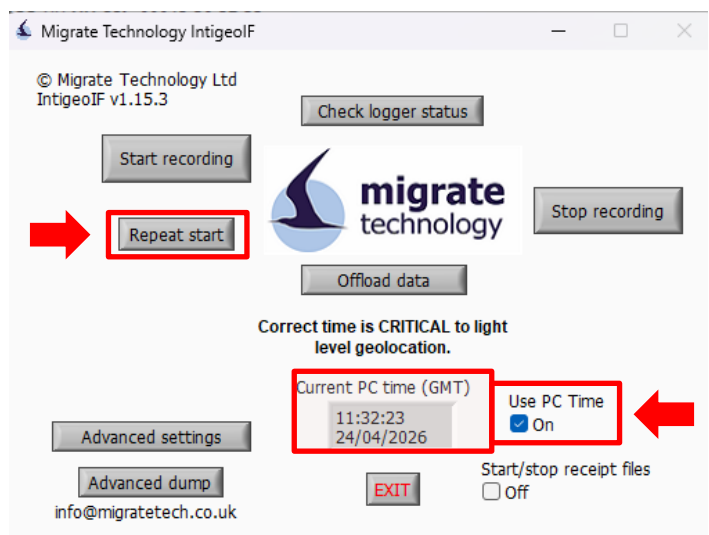 Migrate Technology IntigeoIF
© Migrate Technology Ltd
IntigeoIF v1.15.3
Check logger status
Start recording
migrate
technology
Stop recording
Repeat start
Offload data
Correct time is CRITICAL to light
level geolocation.
Current PC time (GMT)
11:32:23
24/04/2026
Use PC Time
On
Advanced settings
Advanced dump
EXIT
Start/stop receipt files
Off
info@migratetech.co.uk